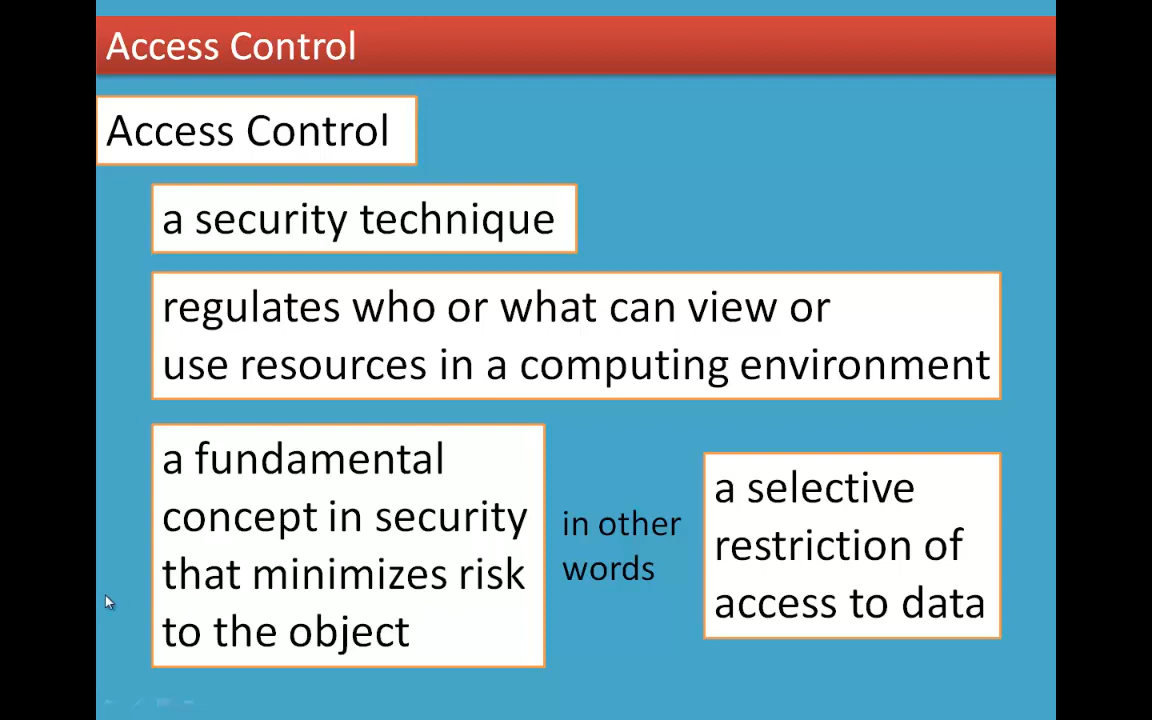 Access Control
Access Control
a security technique
regulates who or what can view or
use resources in a computing environment
a fundamental
concept in security
that minimizes risk
to the object
in other
words
a selective
restriction of
access to data